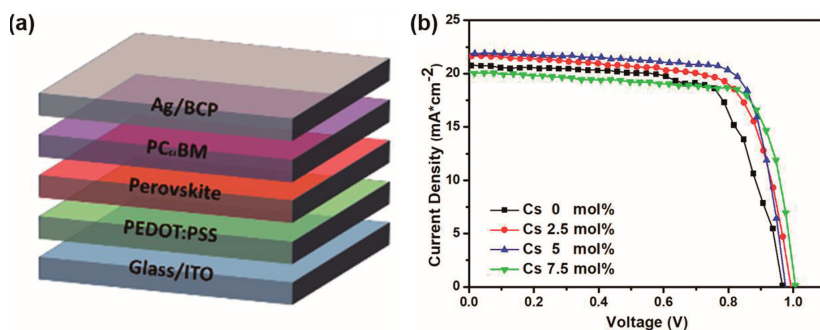 (a)
Ag/BCP
PC₆₁BM
Perovskite
PEDOT:PSS
Glass/ITO
(b)
Current Density (mA*cm-2)
25
20
15
10
5
0
Cs 0 mol%
Cs 2.5 mol%
Cs 5 mol%
Cs 7.5 mol%
0.0 0.2 0.4 0.6 0.8 1.0
Voltage (V)